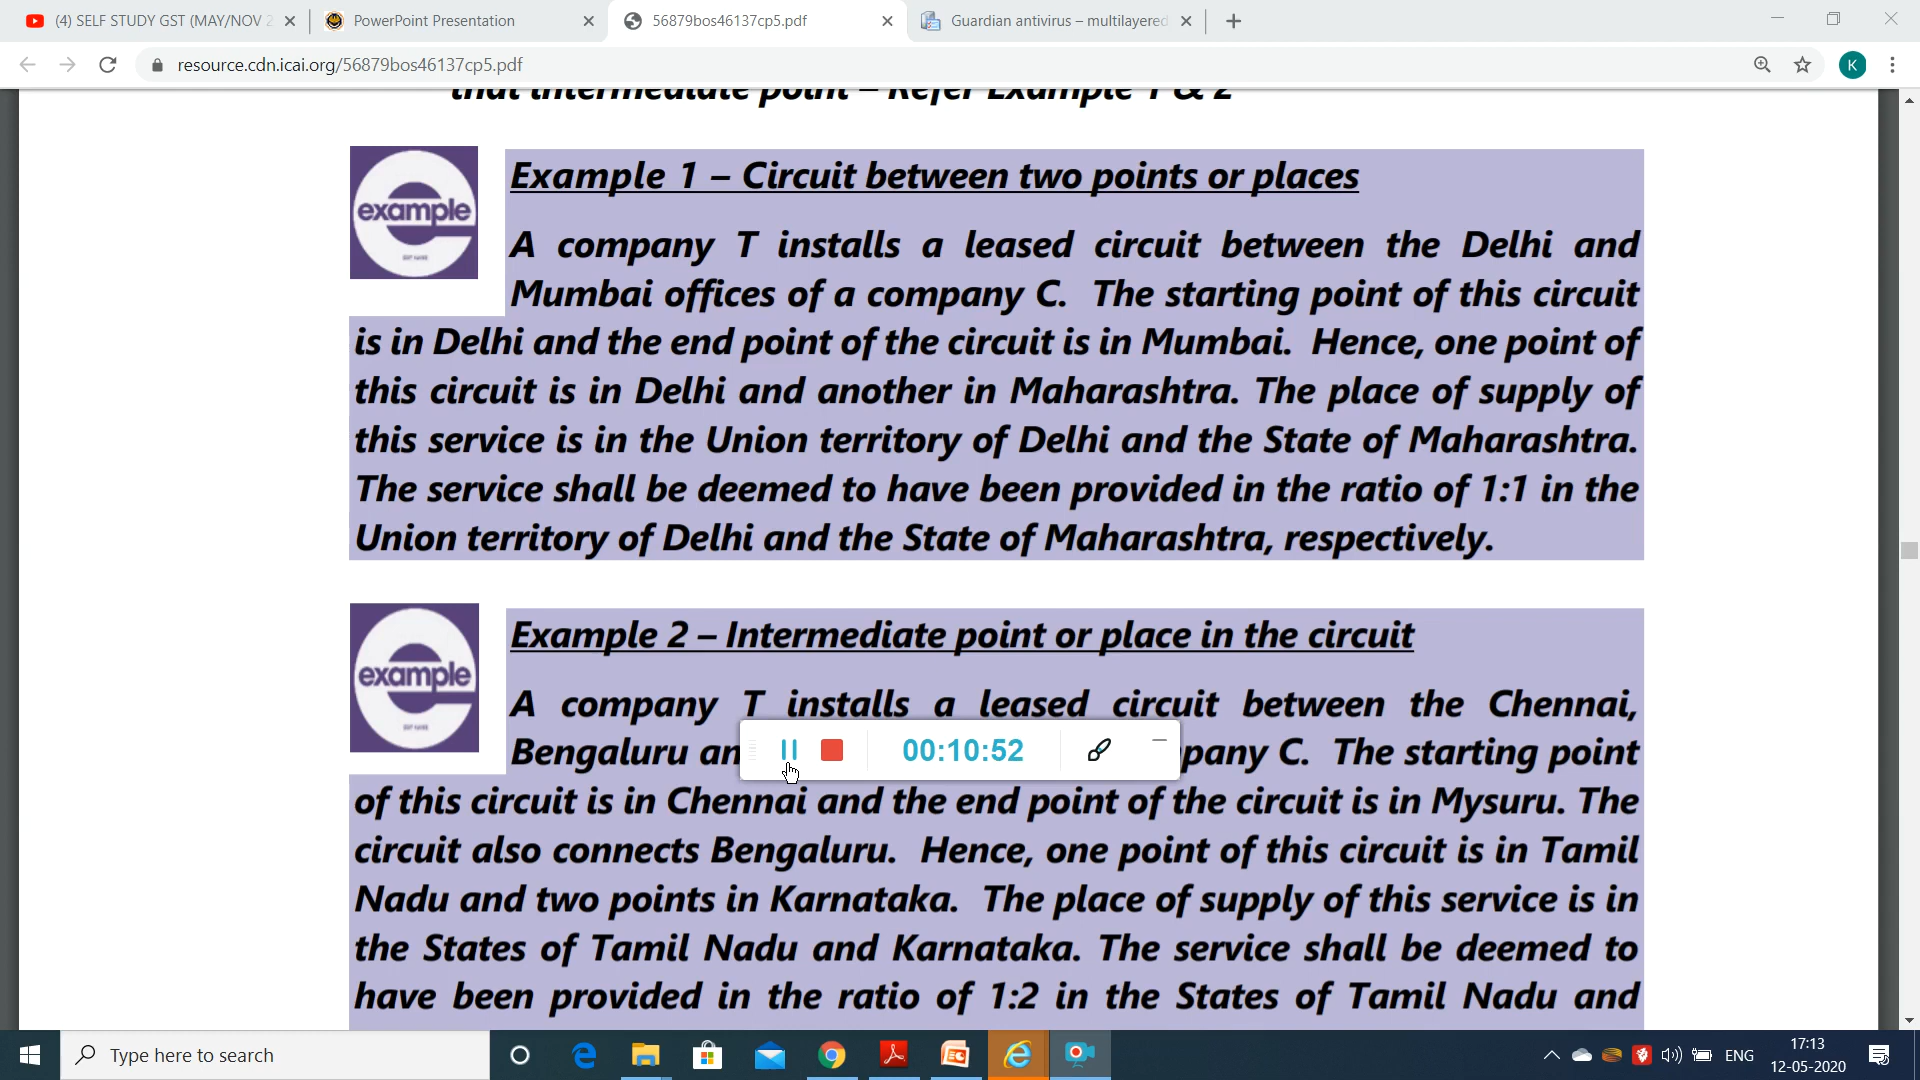 (4) SELF STUDY GST (MAY/NOV 2
PowerPoint Presentation
56879bos46137cp5.pdf
Guardian antivirus – multilayered
resource.cdn.icai.org/56879bos46137cp5.pdf
K
that intermediate point – Refer Example 1 & 2
example
Example 1 – Circuit between two points or places
A company T installs a leased circuit between the Delhi and
Mumbai offices of a company C. The starting point of this circuit
is in Delhi and the end point of the circuit is in Mumbai. Hence, one point of
this circuit is in Delhi and another in Maharashtra. The place of supply of
this service is in the Union territory of Delhi and the State of Maharashtra.
The service shall be deemed to have been provided in the ratio of 1:1 in the
Union territory of Delhi and the State of Maharashtra, respectively.
example
Example 2 – Intermediate point or place in the circuit
A company T installs a leased circuit between the Chennai,
Bengaluru an
pany C. The starting point
00:10:52
of this circuit is in Chennai and the end point of the circuit is in Mysuru. The
circuit also connects Bengaluru. Hence, one point of this circuit is in Tamil
Nadu and two points in Karnataka. The place of supply of this service is in
the States of Tamil Nadu and Karnataka. The service shall be deemed to
have been provided in the ratio of 1:2 in the States of Tamil Nadu and
Type here to search
ENG
17:13
12-05-2020